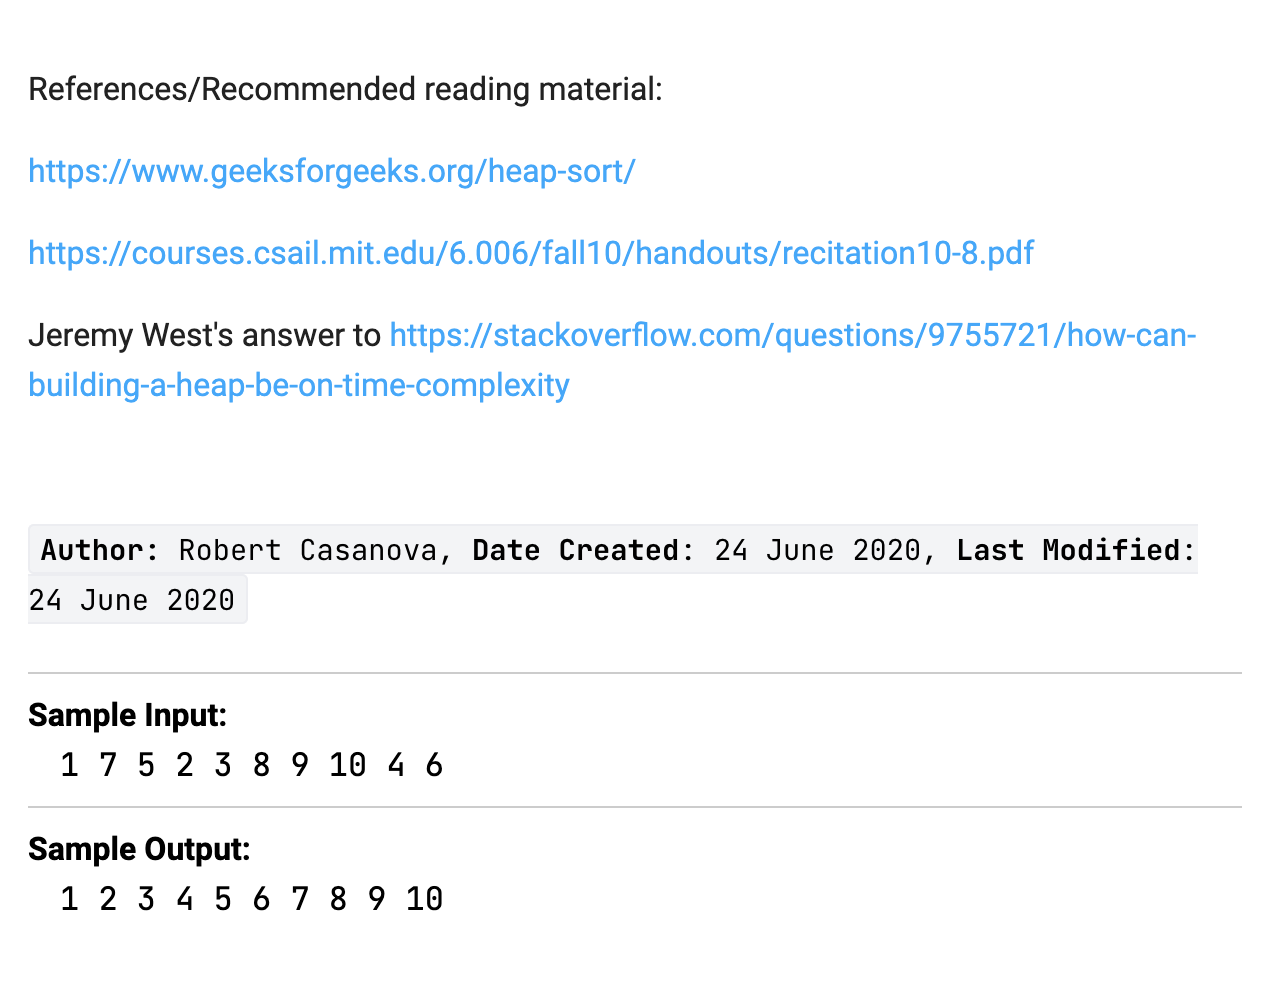 References/Recommended reading material:
https://www.geeksforgeeks.org/heap-sort/
https://courses.csail.mit.edu/6.006/fall10/handouts/recitation10-8.pdf
Jeremy West's answer to https://stackoverflow.com/questions/9755721/how-can-
building-a-heap-be-on-time-complexity
Author: Robert Casanova, Date Created: 24 June 2020, Last Modified:
24 June 2020
Sample Input:
1 7 5 2 3 8 9 10 4 6
Sample Output:
1 2 3 4 5 6 7 8 9 10